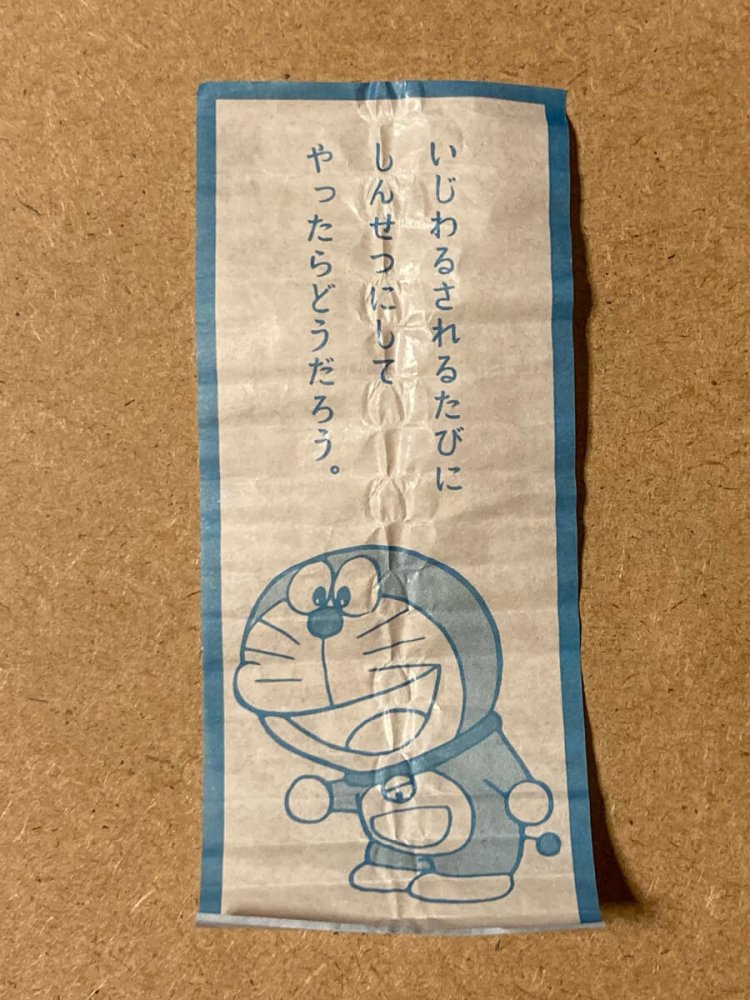 いじわるされるたびに
しんせつにして
やったらどうだろう。